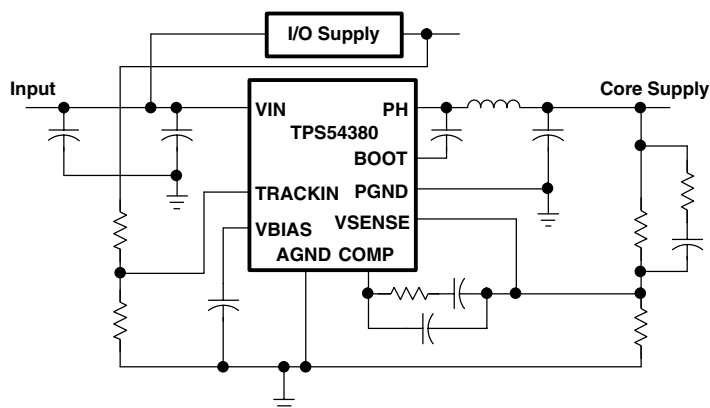 I/O Supply
Input
Core Supply
VIN
PH
TPS54380
BOOT
TRACKIN
PGND
VSENSE
VBIAS
AGND COMP